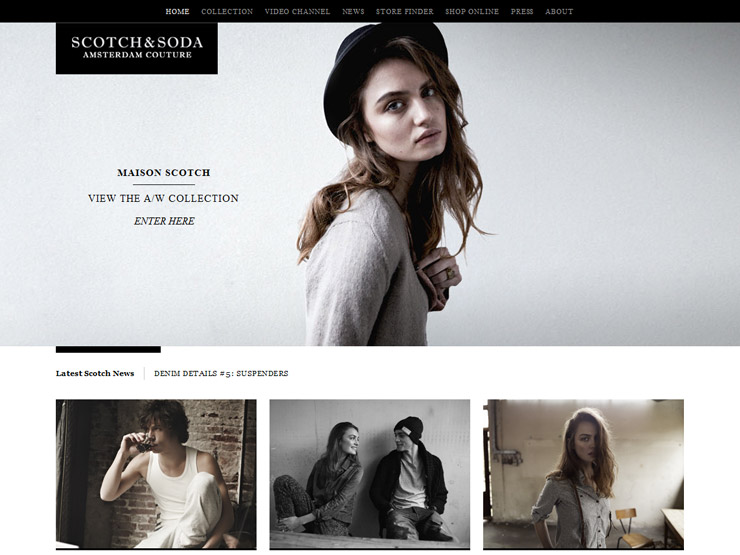 HOME COLLECTION VIDEO CHANNEL NEWS STORE FINDER SHOP ONLINE PRESS ABOUT
SCOTCH & SODA
AMSTERDAM COUTURE
MAISON SCOTCH
VIEW THE A/W COLLECTION
ENTER HERE
Latest Scotch News DENIM DETAILS #5: SUSPENDERS